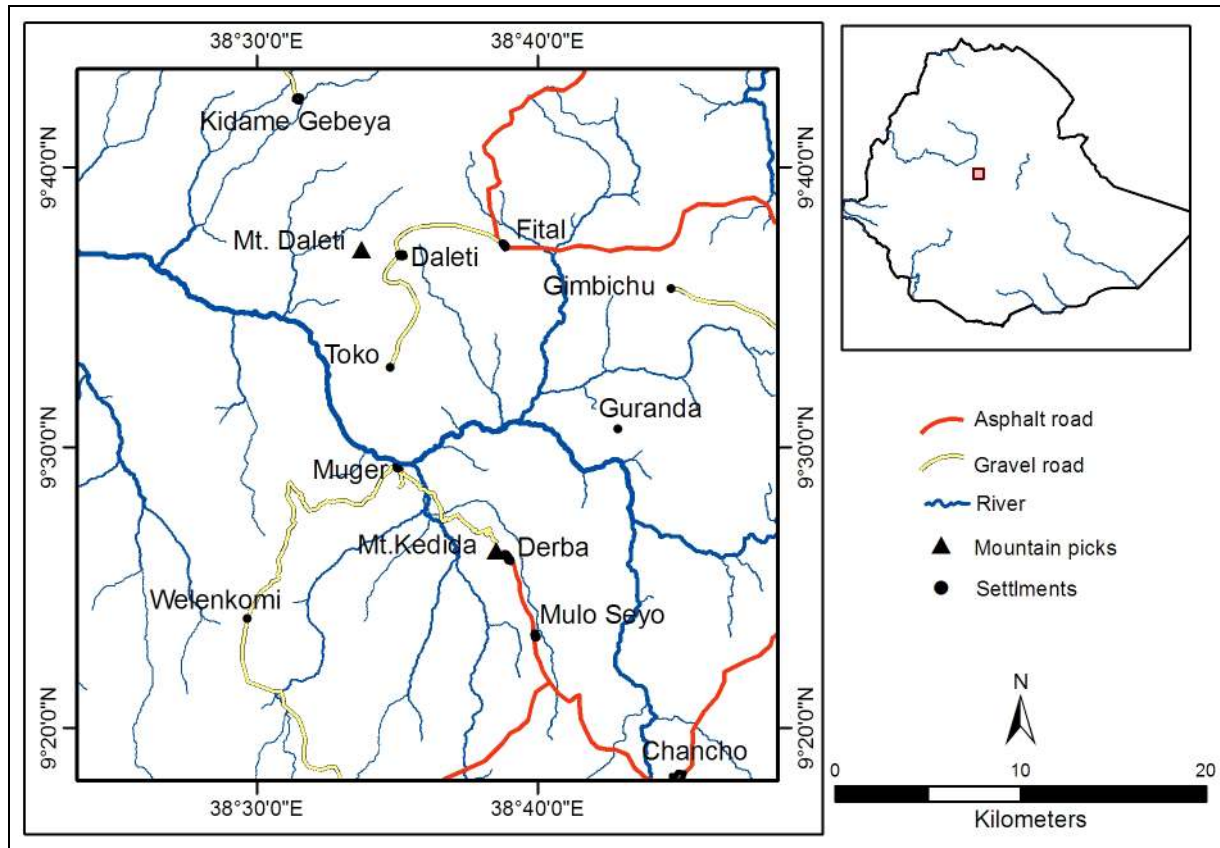 38°30'0"E
38°40'0"E
Kidame Gebeya
9°40'0"N
9°40'0"N
Mt. Daleti
Daleti
Fital
Gimbichu
Toko
Guranda
9°30'0"N
9°30'0"N
Muger
Mt.Kedida
Derba
Welenkomi
Mulo Seyo
9°20'0"N
9°20'0"N
Chancho
38°30'0"E
38°40'0"E
Asphalt road
Gravel road
River
Mountain picks
Settlments
N
0
10
20
Kilometers